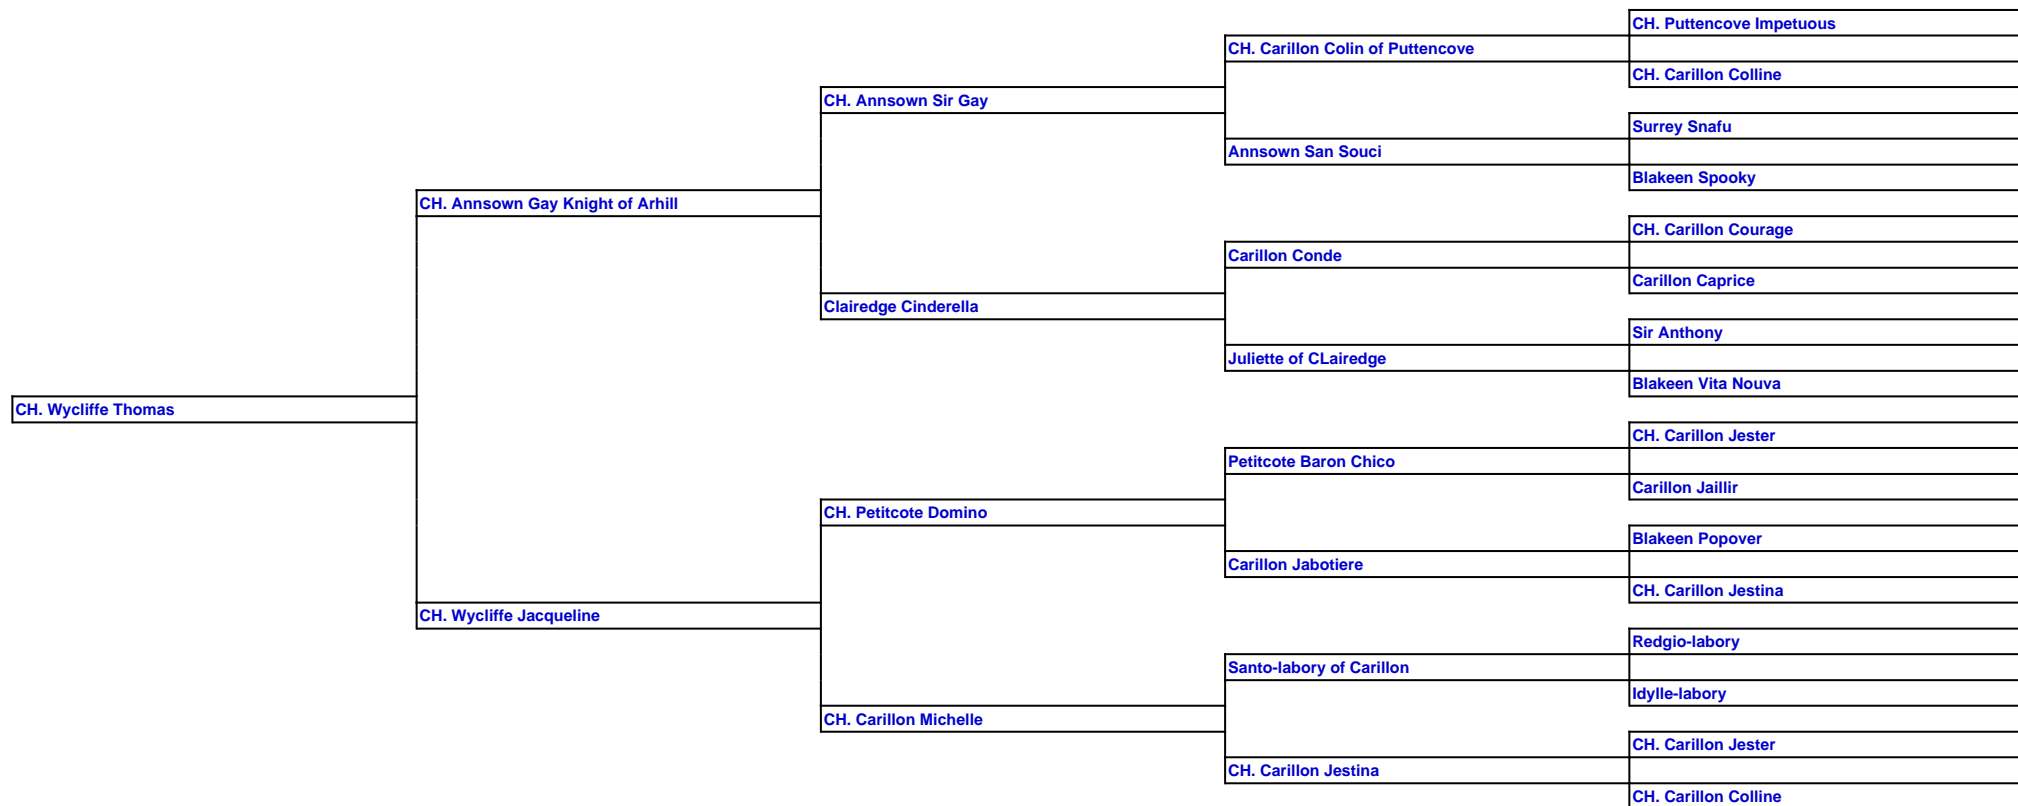 CH. Puttencove Impetuous
CH. Carillon Colin of Puttencove
CH. Carillon Colline
CH. Annsown Sir Gay
Surrey Snafu
Annsown San Souci
Blakeen Spooky
CH. Annsown Gay Knight of Arhill
CH. Carillon Courage
Carillon Conde
Carillon Caprice
Clairedge Cinderella
Sir Anthony
Juliette of CLairedge
Blakeen Vita Nouva
CH. Wycliffe Thomas
CH. Carillon Jester
Petitcote Baron Chico
Carillon Jaillir
CH. Petitcote Domino
Blakeen Popover
Carillon Jabotiere
CH. Carillon Jestina
CH. Wycliffe Jacqueline
Redgio-labory
Santo-labory of Carillon
Idylle-labory
CH. Carillon Michelle
CH. Carillon Jester
CH. Carillon Jestina
CH. Carillon Colline